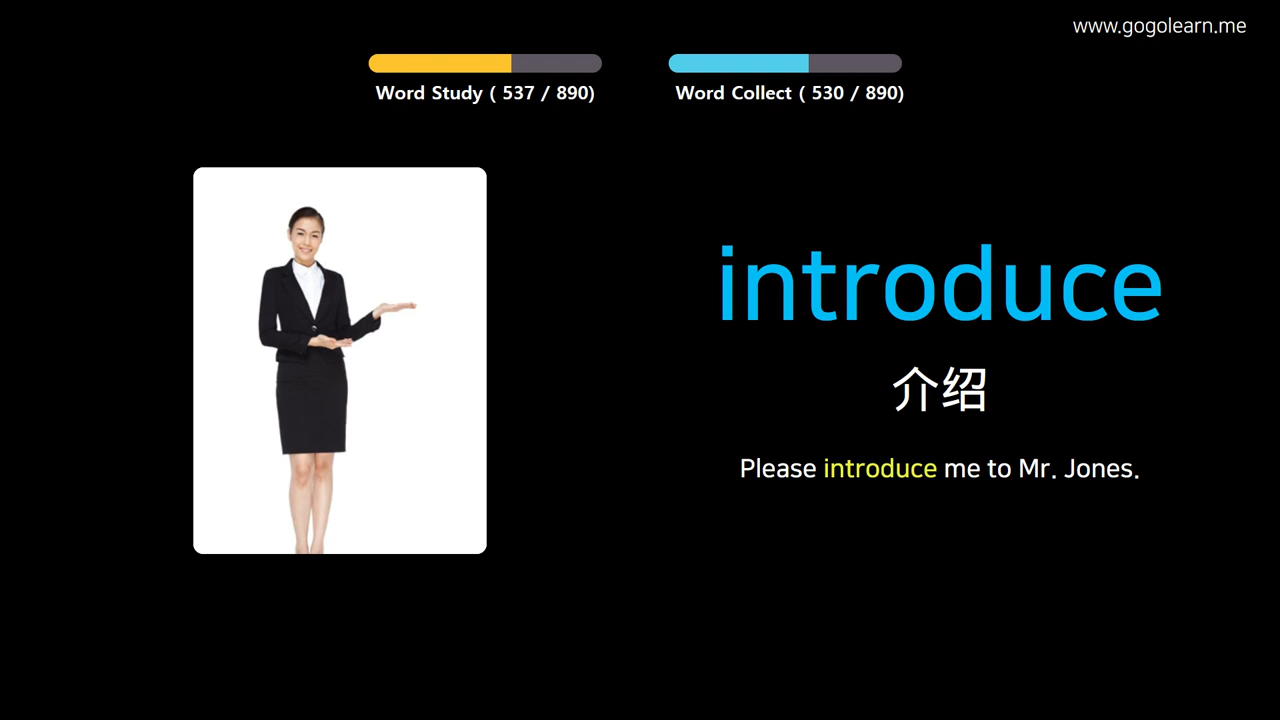 www.gogolearn.me
Word Study ( 537 / 890)
Word Collect ( 530 / 890)
introduce
介绍
Please introduce me to Mr. Jones.